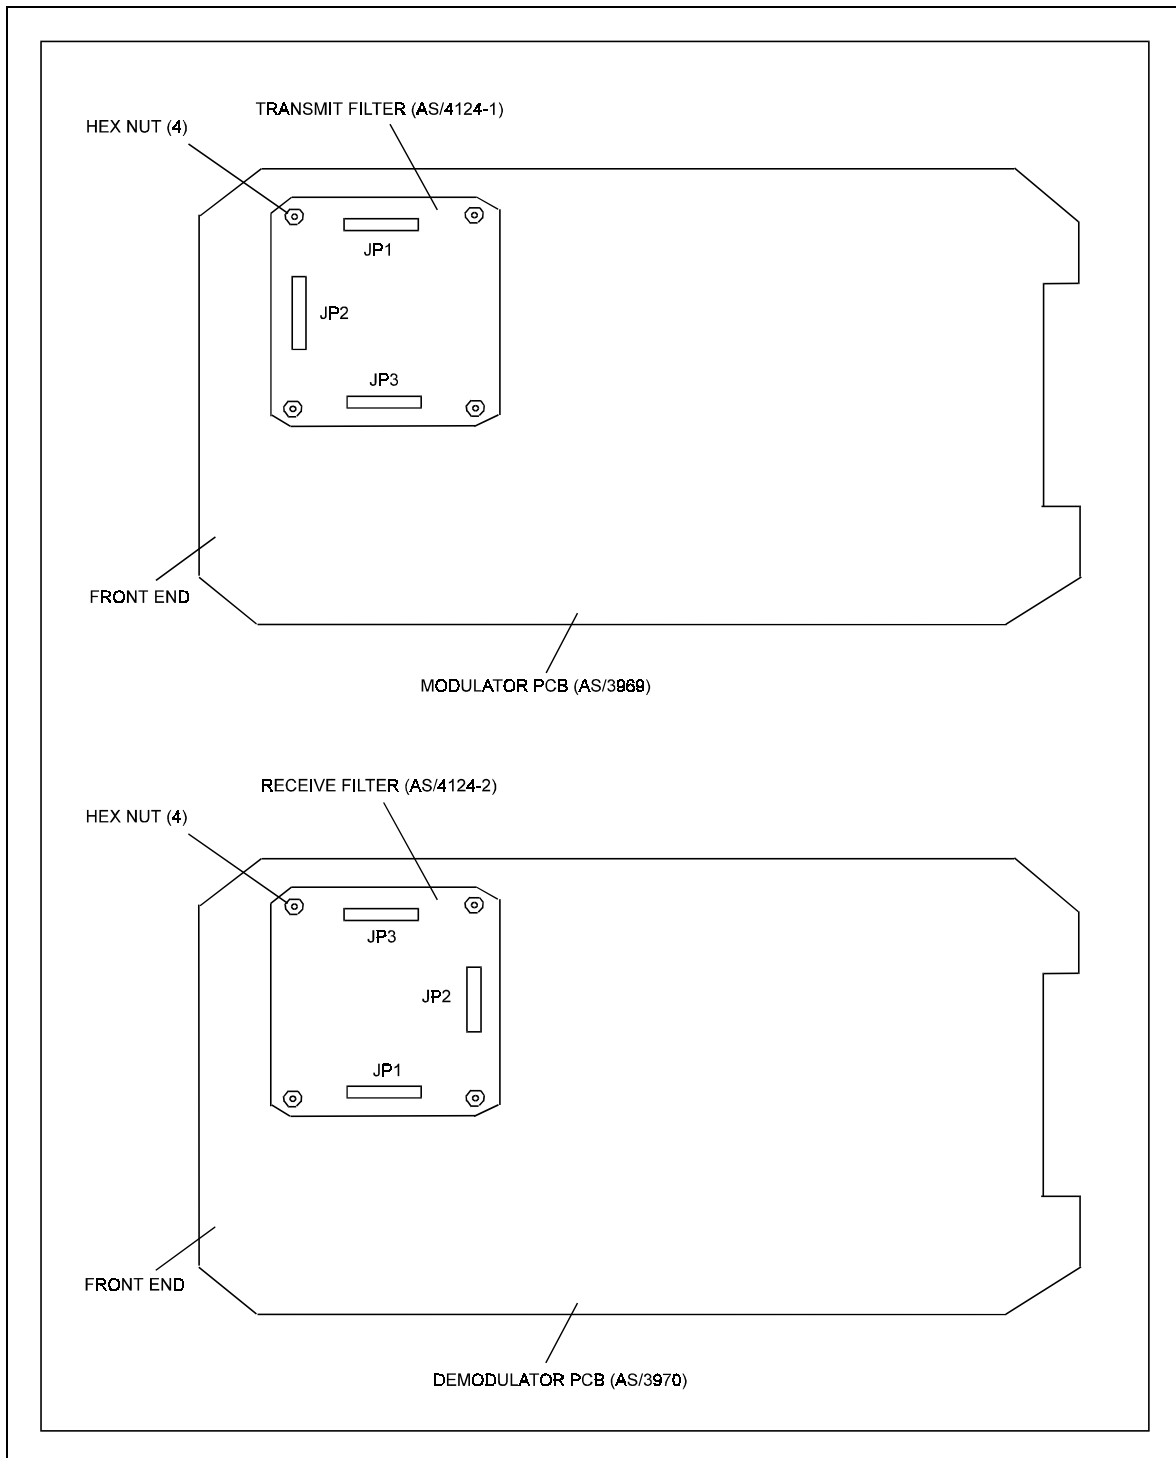 TRANSMIT FILTER (AS/4124-1)
HEX NUT (4)
JP1
JP2
JP3
FRONT END
MODULATOR PCB (AS/3969)
RECEIVE FILTER (AS/4124-2)
HEX NUT (4)
JP3
JP2
JP1
FRONT END
DEMODULATOR PCB (AS/3970)